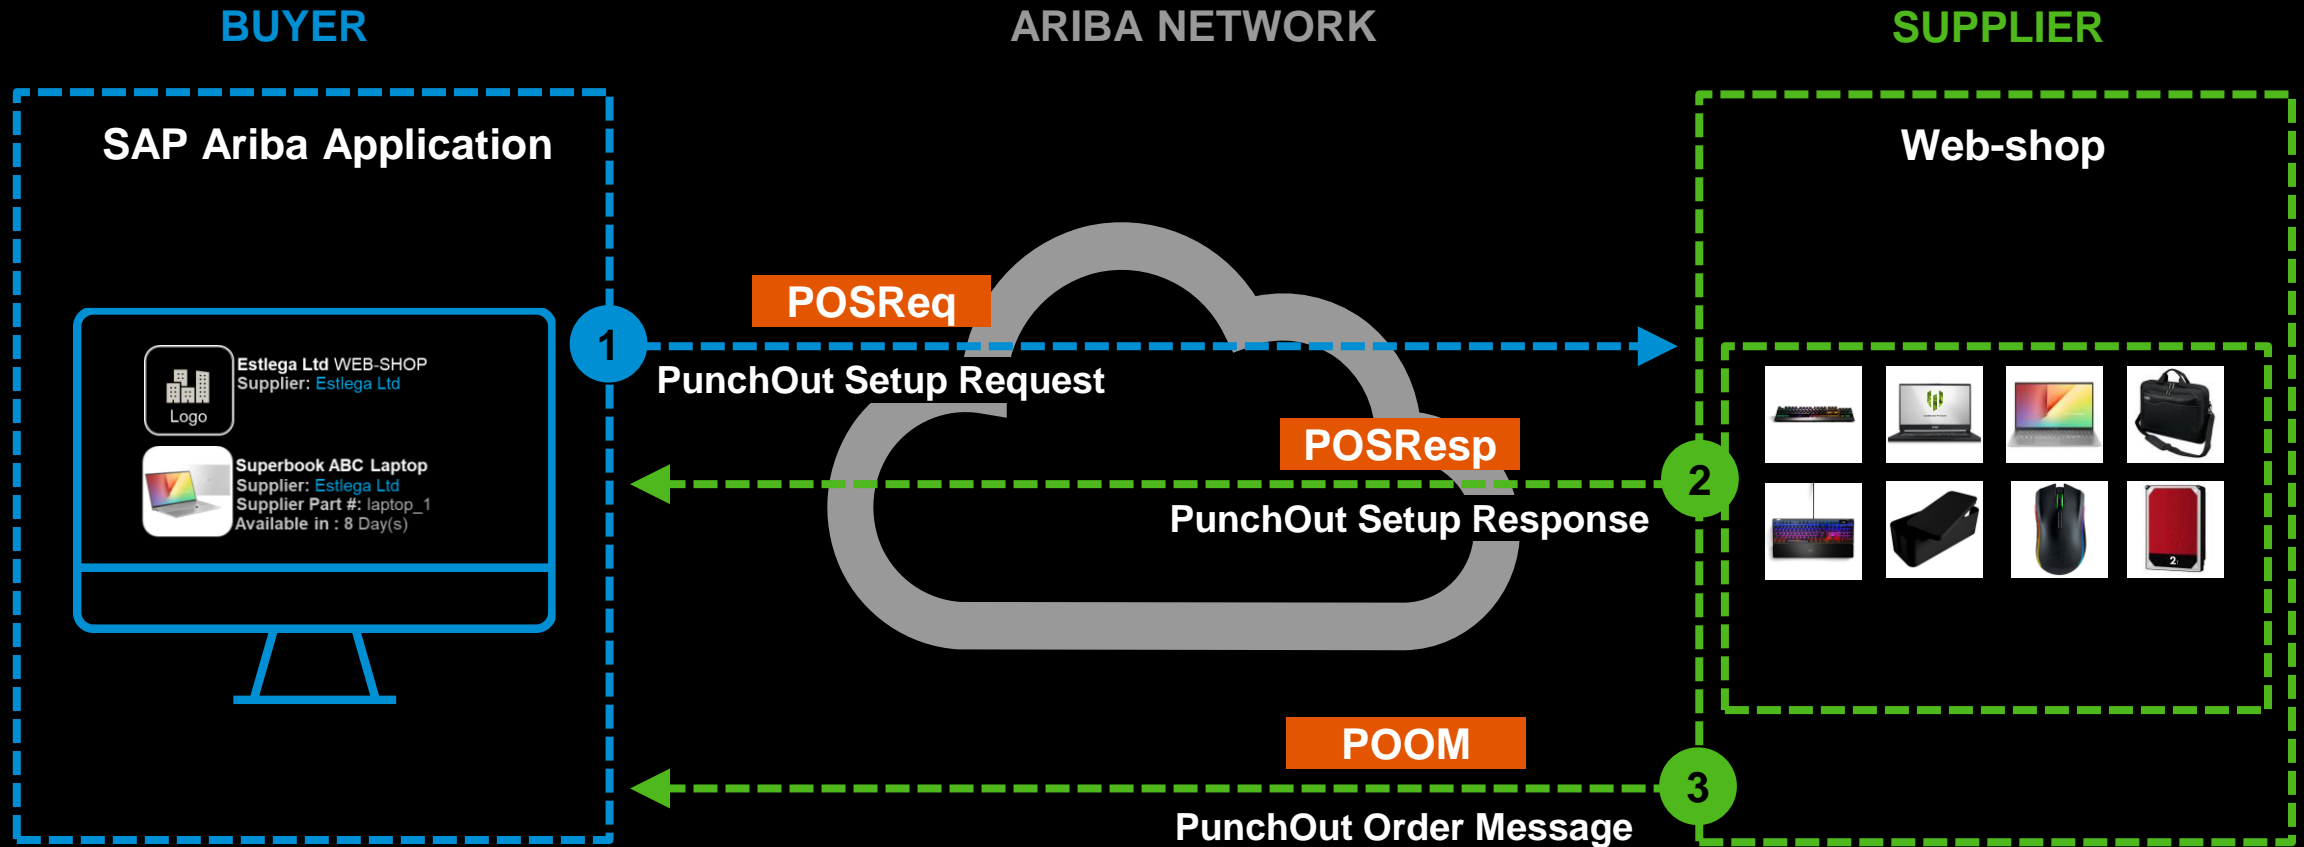 BUYER
ARIBA NETWORK
SUPPLIER
SAP Ariba Application
Web-shop
POSReq
1
PunchOut Setup Request
Logo
Estlega Ltd WEB-SHOP
Supplier: Estlega Ltd
Superbook ABC Laptop
Supplier: Estlega Ltd
Supplier Part #: laptop_1
Available in : 8 Day(s)
POSResp
2
PunchOut Setup Response
2
POOM
3
PunchOut Order Message